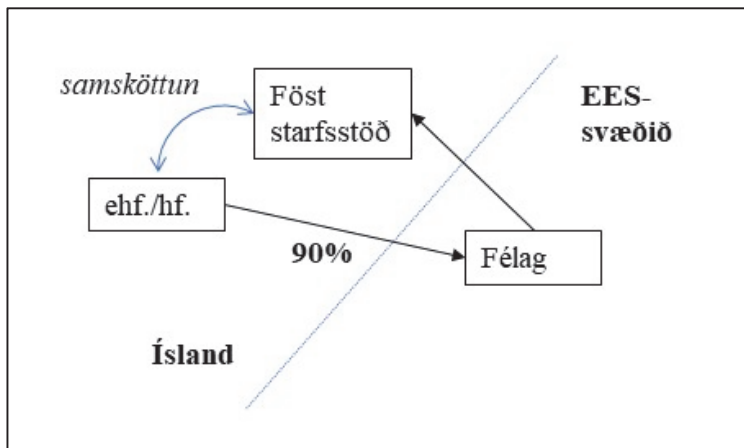 samsköttun
Föst
starfsstöð
EES-
svæðið
ehf./hf.
90%
Félag
Ísland